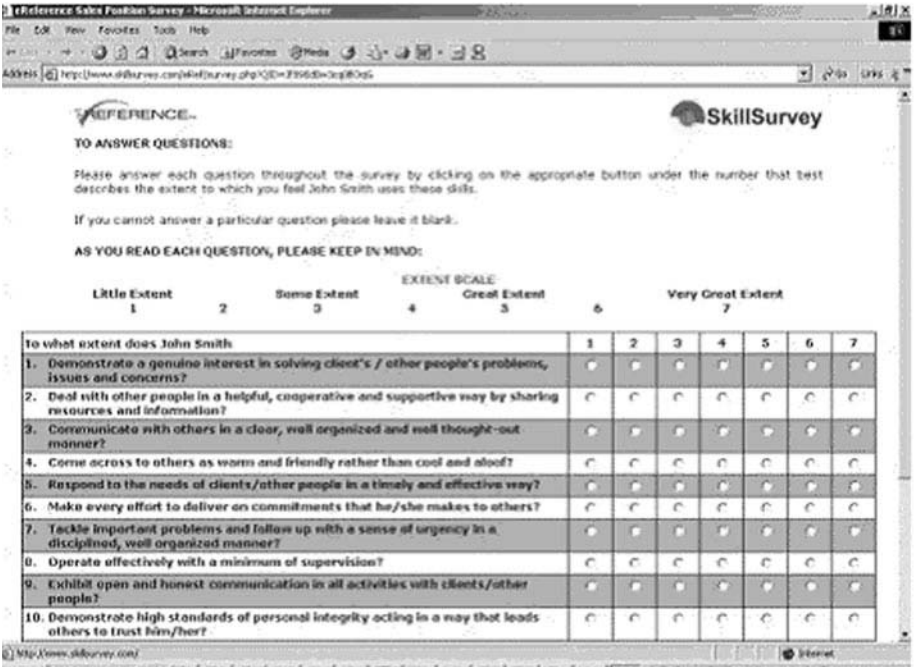 eReference Sales Position Survey - Microsoft Internet Explorer
File Edit View Favorites Tools Help
Search Favorites Media
Address Go Links
REFERENCE
SkillSurvey
TO ANSWER QUESTIONS:
Please answer each question throughout the survey by clicking on the appropriate button under the number that best
describes the extent to which you feel John Smith uses these skills.
If you cannot answer a particular question please leave it blank.
AS YOU READ EACH QUESTION, PLEASE KEEP IN MIND:
EXTENT SCALE
Little Extent Some Extent Great Extent Very Great Extent
1 2 3 4 5 6 7
To what extent does John Smith 1 2 3 4 5 6 7
1. Demonstrate a genuine interest in solving client's / other people's problems,
issues and concerns?
2. Deal with other people in a helpful, cooperative and supportive way by sharing
resources and information?
3. Communicate with others in a clear, well organized and well thought-out
manner?
4. Come across to others as warm and friendly rather than cool and aloof?
5. Respond to the needs of clients/other people in a timely and effective way?
6. Make every effort to deliver on commitments that he/she makes to others?
7. Tackle important problems and follow up with a sense of urgency in a
disciplined, well organized manner?
8. Operate effectively with a minimum of supervision?
9. Exhibit open and honest communication in all activities with clients/other
people?
10. Demonstrate high standards of personal integrity acting in a way that leads
others to trust him/her?
http://www.skillsurvey.com/ Internet